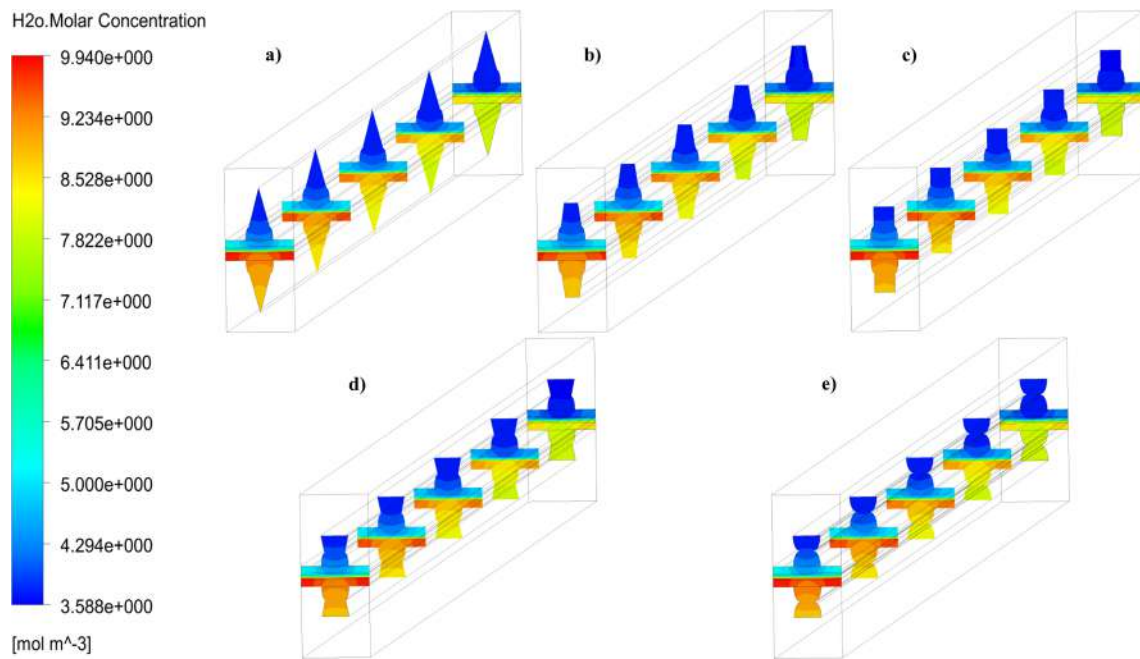 H2o.Molar Concentration
9.940e+000
9.234e+000
8.528e+000
7.822e+000
7.117e+000
6.411e+000
5.705e+000
5.000e+000
4.294e+000
3.588e+000
[mol m^-3]
a)
b)
c)
d)
e)